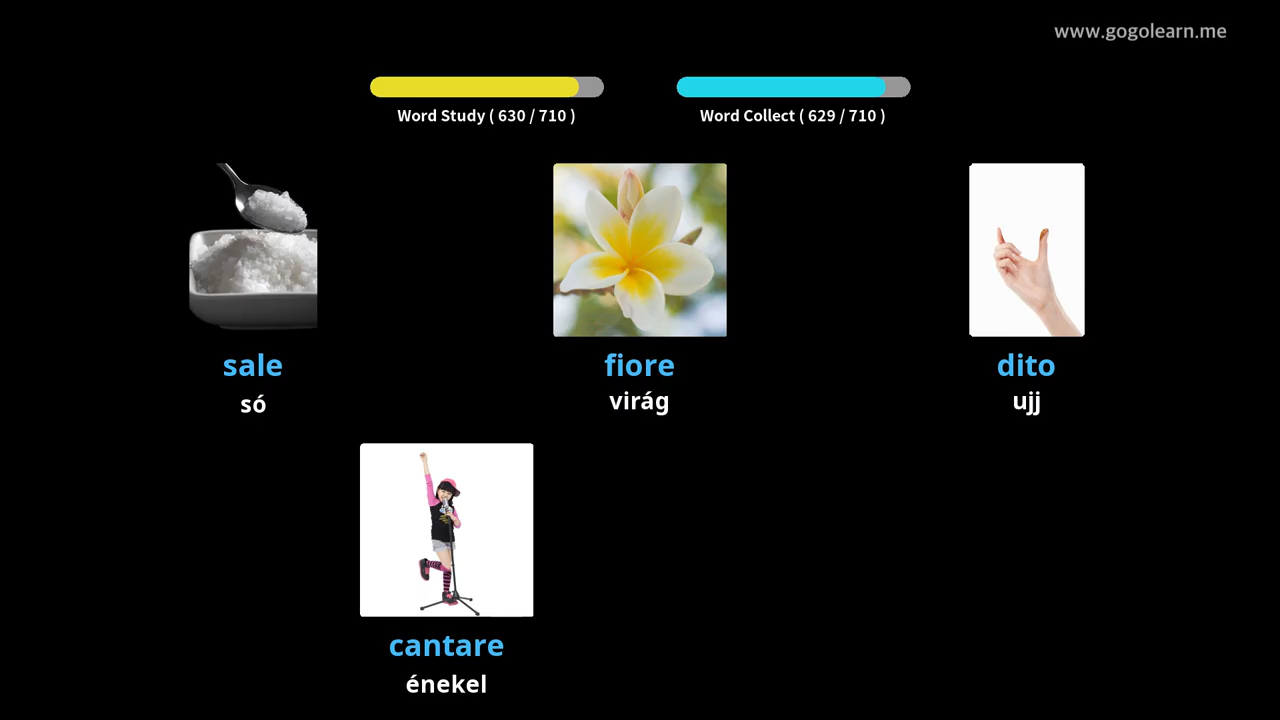 www.gogolearn.me
Word Study ( 630 / 710 )
Word Collect ( 629 / 710 )
sale
só
fiore
virág
dito
ujj
cantare
énekel